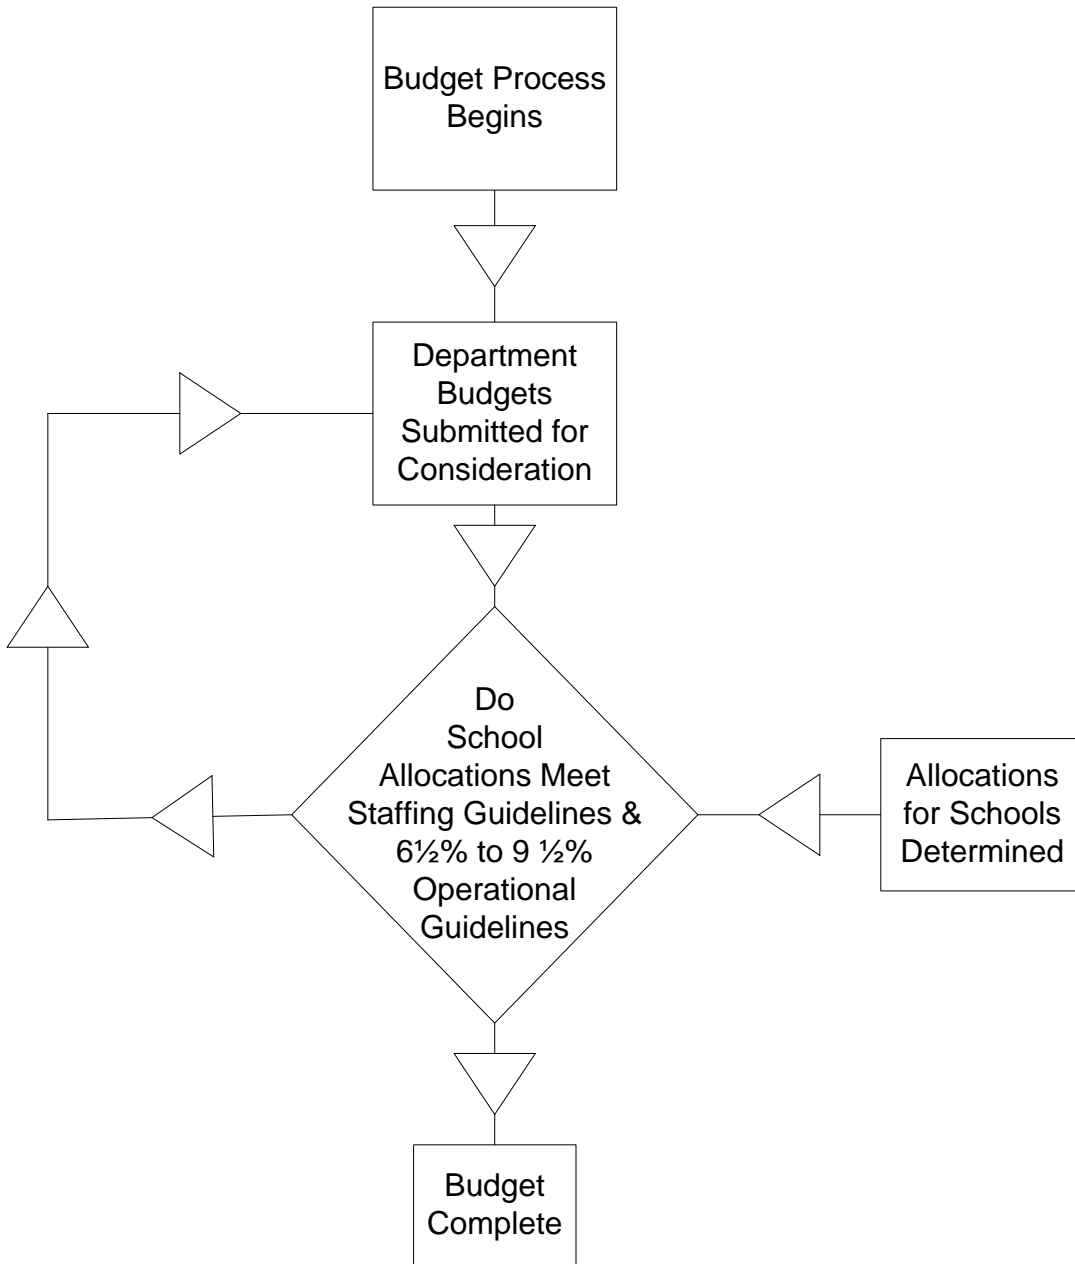 Budget Process
Begins
Department
Budgets
Submitted for
Consideration
Do
School
Allocations Meet
Staffing Guidelines &
6½% to 9 ½%
Operational
Guidelines
Allocations
for Schools
Determined
Budget
Complete